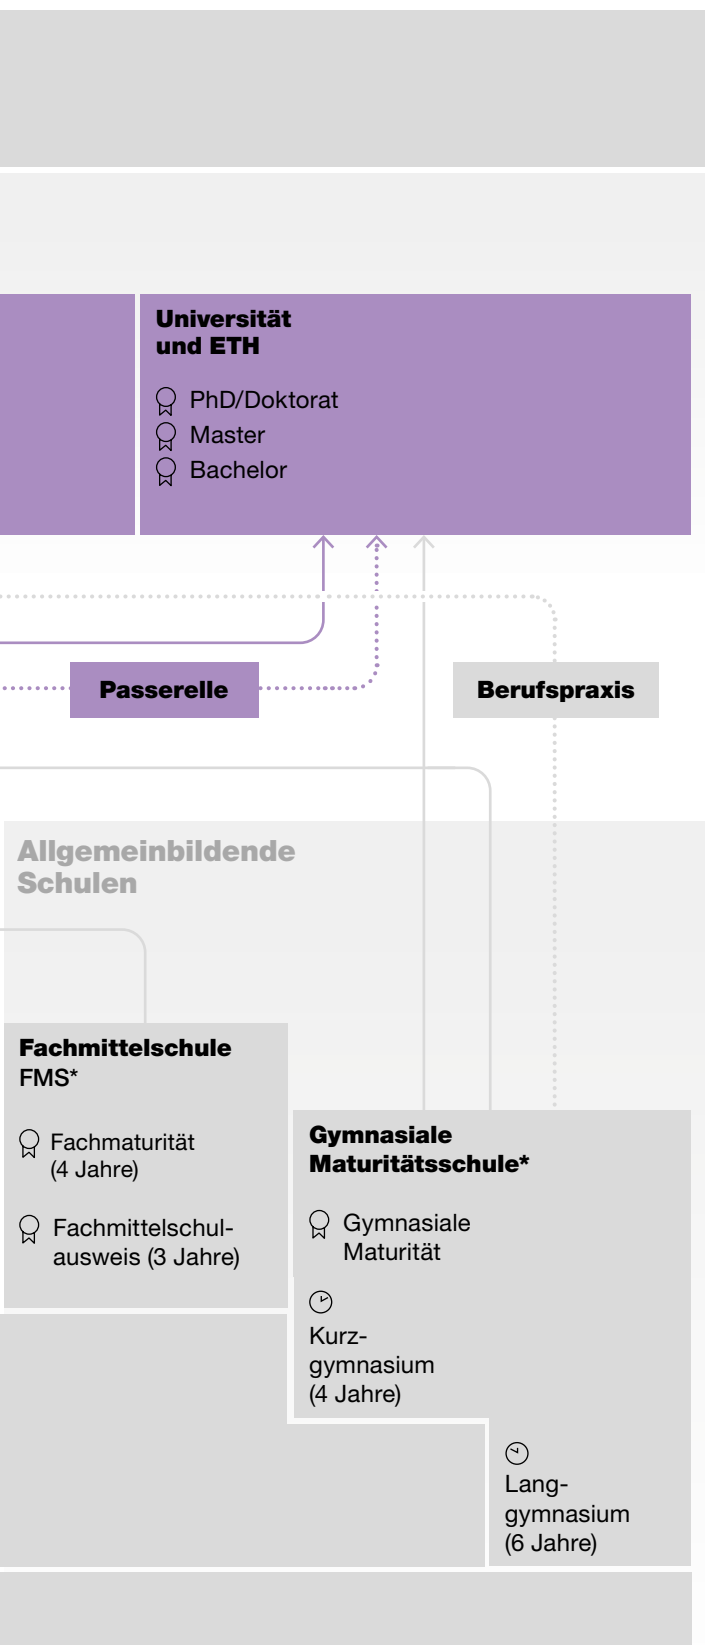 Universität
und ETH
PhD/Doktorat
Master
Bachelor
Passerelle
Berufspraxis
Allgemeinbildende
Schulen
Fachmittelschule
FMS*
Fachmaturität
(4 Jahre)
Fachmittelschul-
ausweis (3 Jahre)
Gymnasiale
Maturitätsschule*
Gymnasiale
Maturität
Kurz-
gymnasium
(4 Jahre)
Lang-
gymnasium
(6 Jahre)